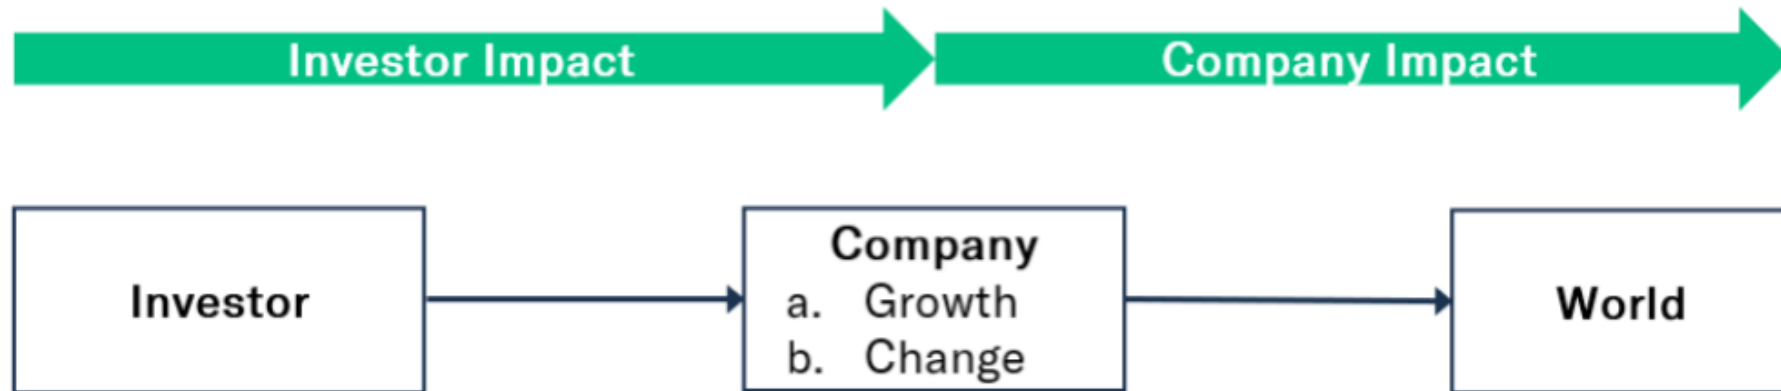 Investor Impact
Company Impact
Investor
Company
a. Growth
b. Change
World